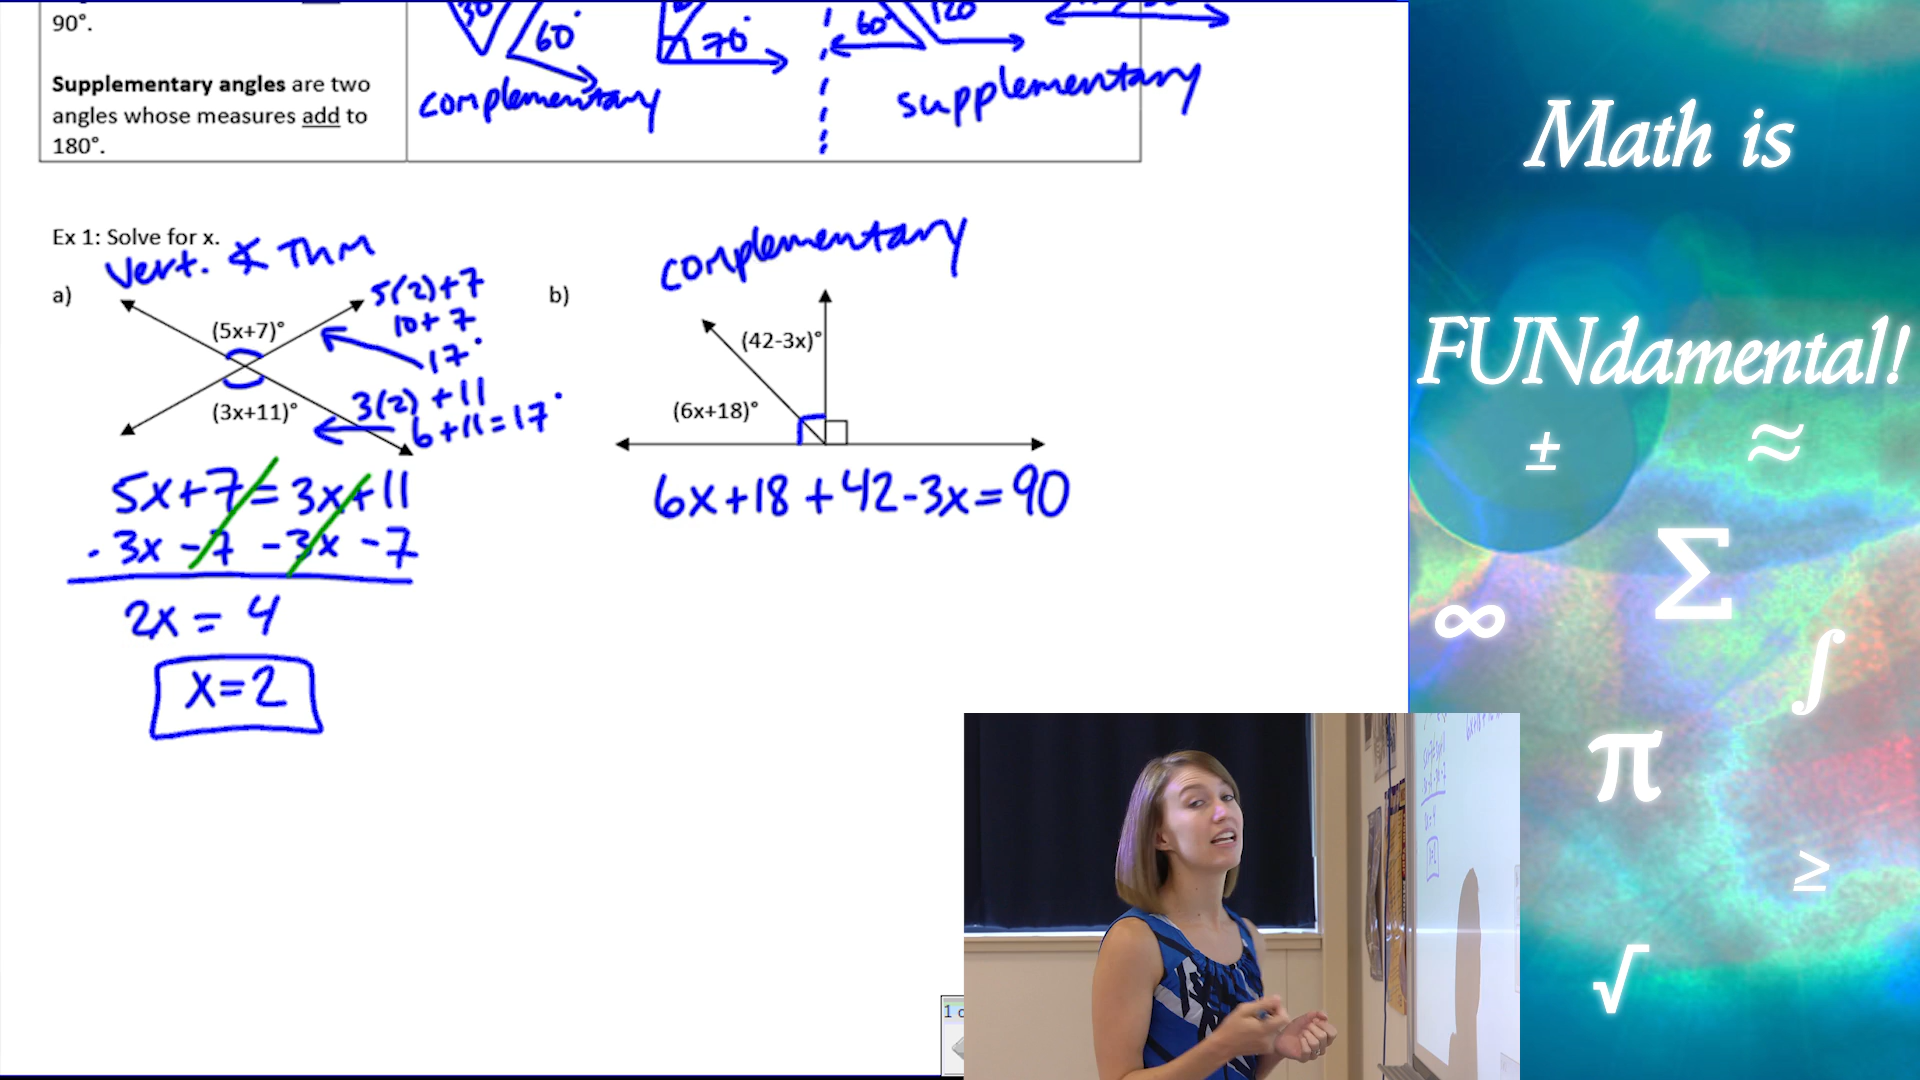 90°.
Supplementary angles are two
angles whose measures add to
180°.
30
60°
complementary
70°
60°
120
supplementary
Ex 1: Solve for x.
Vert. ∡ Thm
a)
(5x+7)°
(3x+11)°
5(2)+7
10+7
17°
3(2)+11
6+11=17°
5x+7=3x+11
-3x-7 -3x-7
2x = 4
x=2
b)
complementary
(42-3x)°
(6x+18)°
6x+18+42-3x=90
1 o
Math is
FUNdamental!
± ≈
Σ
∞
∫
π
≥
√